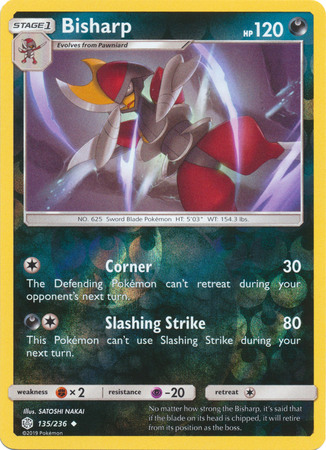 STAGE 1 Bisharp HP 120
Evolves from Pawniard
NO. 625 Sword Blade Pokémon HT: 5'03" WT: 154.3 lbs.
Corner 30
The Defending Pokémon can't retreat during your
opponent's next turn.
Slashing Strike 80
This Pokémon can't use Slashing Strike during your
next turn.
weakness × 2 resistance -20 retreat
Illus. SATOSHI NAKAI
135/236
©2019 Pokémon
No matter how strong the Bisharp, it's said that
if the blade on its head is chipped, it will retire
from its position as the boss.